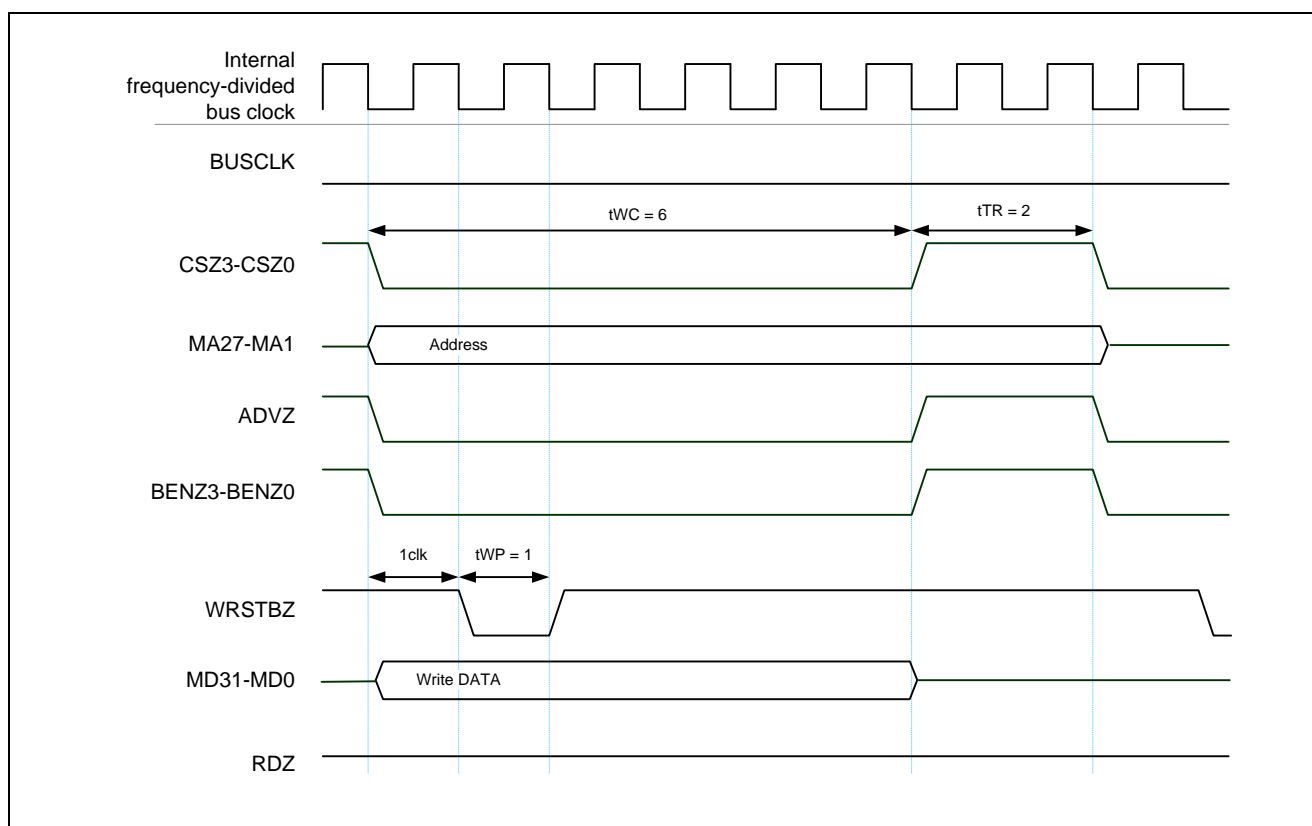 Internal
frequency-divided
bus clock
BUSCLK
tWC = 6
tTR = 2
CSZ3-CSZ0
MA27-MA1
Address
ADVZ
BENZ3-BENZ0
1clk
tWP = 1
WRSTBZ
MD31-MD0
Write DATA
RDZ